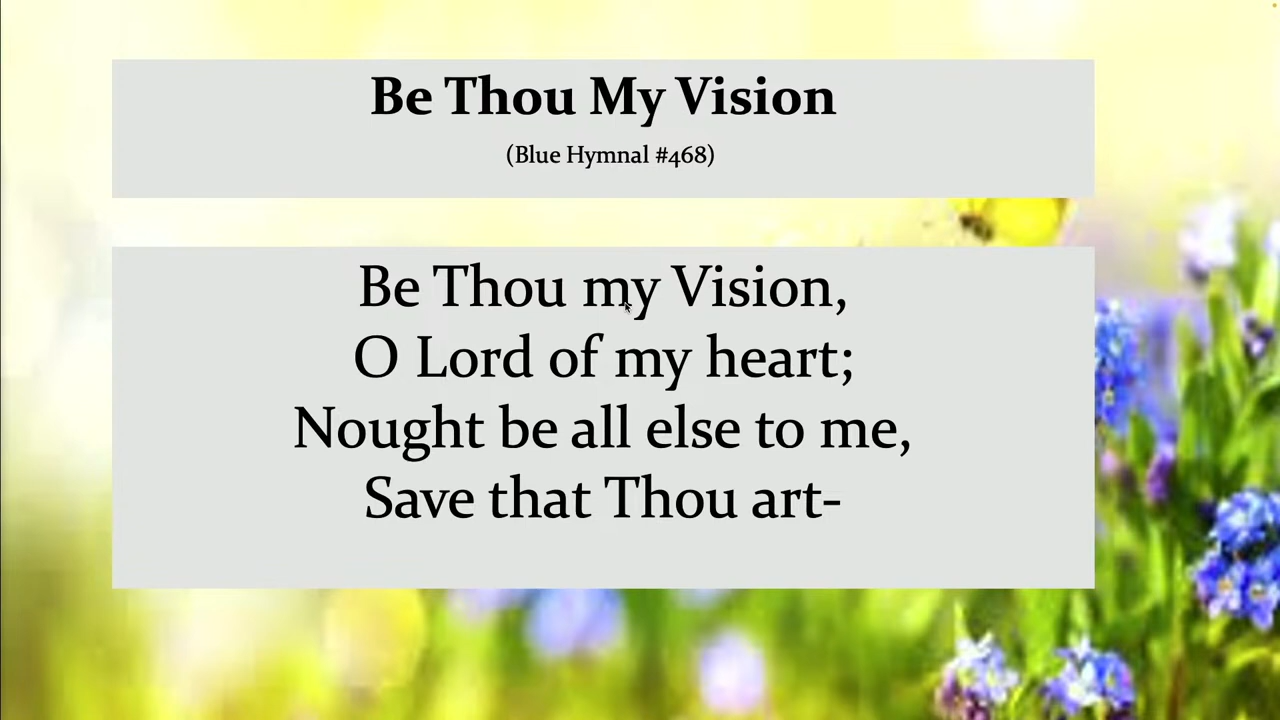 Be Thou My Vision
(Blue Hymnal #468)
Be Thou my Vision,
O Lord of my heart;
Nought be all else to me,
Save that Thou art-